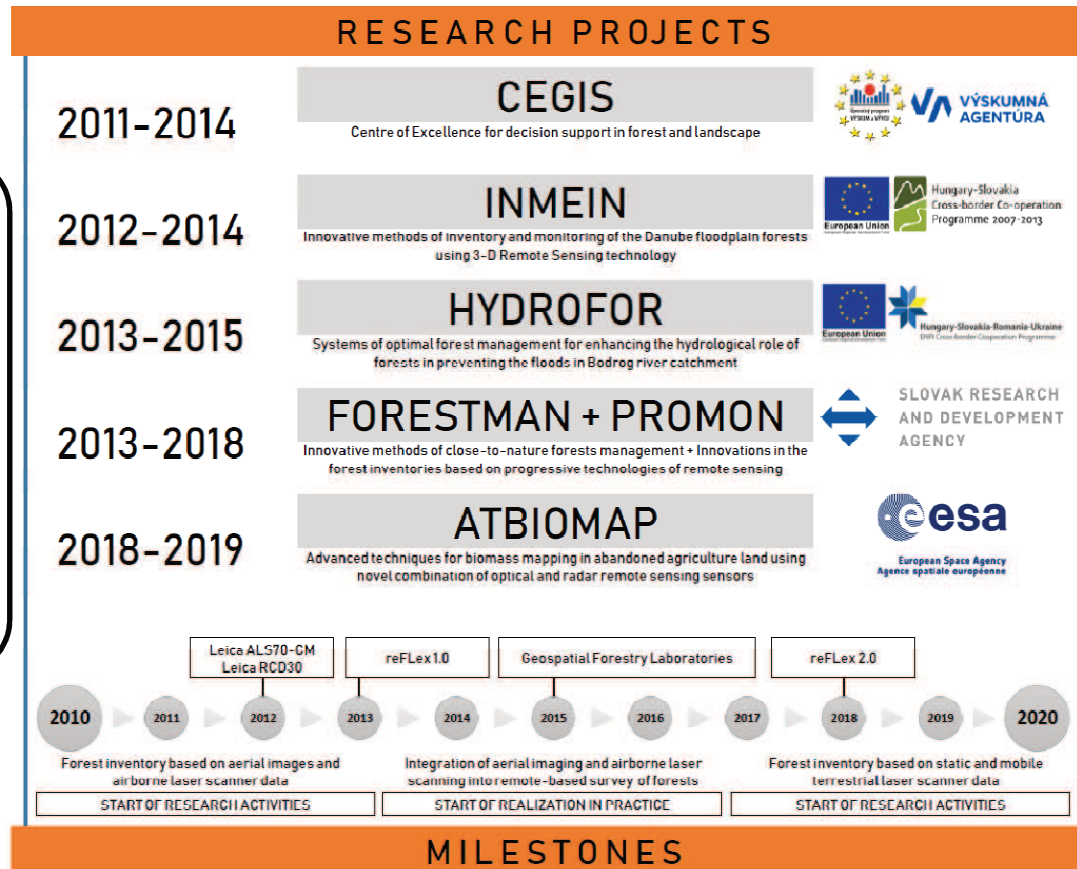 RESEARCH PROJECTS
2011-2014
CEGIS
Centre of Excellence for decision support in forest and landscape
VÝSKUM a VÝVOJ
VÝSKUMNÁ
AGENTÚRA
2012-2014
INMEIN
Innovative methods of inventory and monitoring of the Danube floodplain forests
using 3-D Remote Sensing technology
European Union
Hungary-Slovakia
Cross-border Co-operation
Programme 2007-2013
2013-2015
HYDROFOR
Systems of optimal forest management for enhancing the hydrological role of
forests in preventing the floods in Bodrog river catchment
European Union
Hungary-Slovakia-Romania-Ukraine
ENPI Cross-border Cooperation Programme
2013-2018
FORESTMAN + PROMON
Innovative methods of close-to-nature forests management + Innovations in the
forest inventories based on progressive technologies of remote sensing
SLOVAK RESEARCH
AND DEVELOPMENT
AGENCY
2018-2019
ATBIOMAP
Advanced techniques for biomass mapping in abandoned agriculture land using
novel combination of optical and radar remote sensing sensors
esa
European Space Agency
Agence spatiale européenne
Leica ALS70-CM
Leica RCD30
reFLex 1.0
Geospatial Forestry Laboratories
reFLex 2.0
2010 2011 2012 2013 2014 2015 2016 2017 2018 2019 2020
Forest inventory based on aerial images and
airborne laser scanner data
Integration of aerial imaging and airborne laser
scanning into remote-based survey of forests
Forest inventory based on static and mobile
terrestrial laser scanner data
START OF RESEARCH ACTIVITIES
START OF REALIZATION IN PRACTICE
START OF RESEARCH ACTIVITIES
MILESTONES